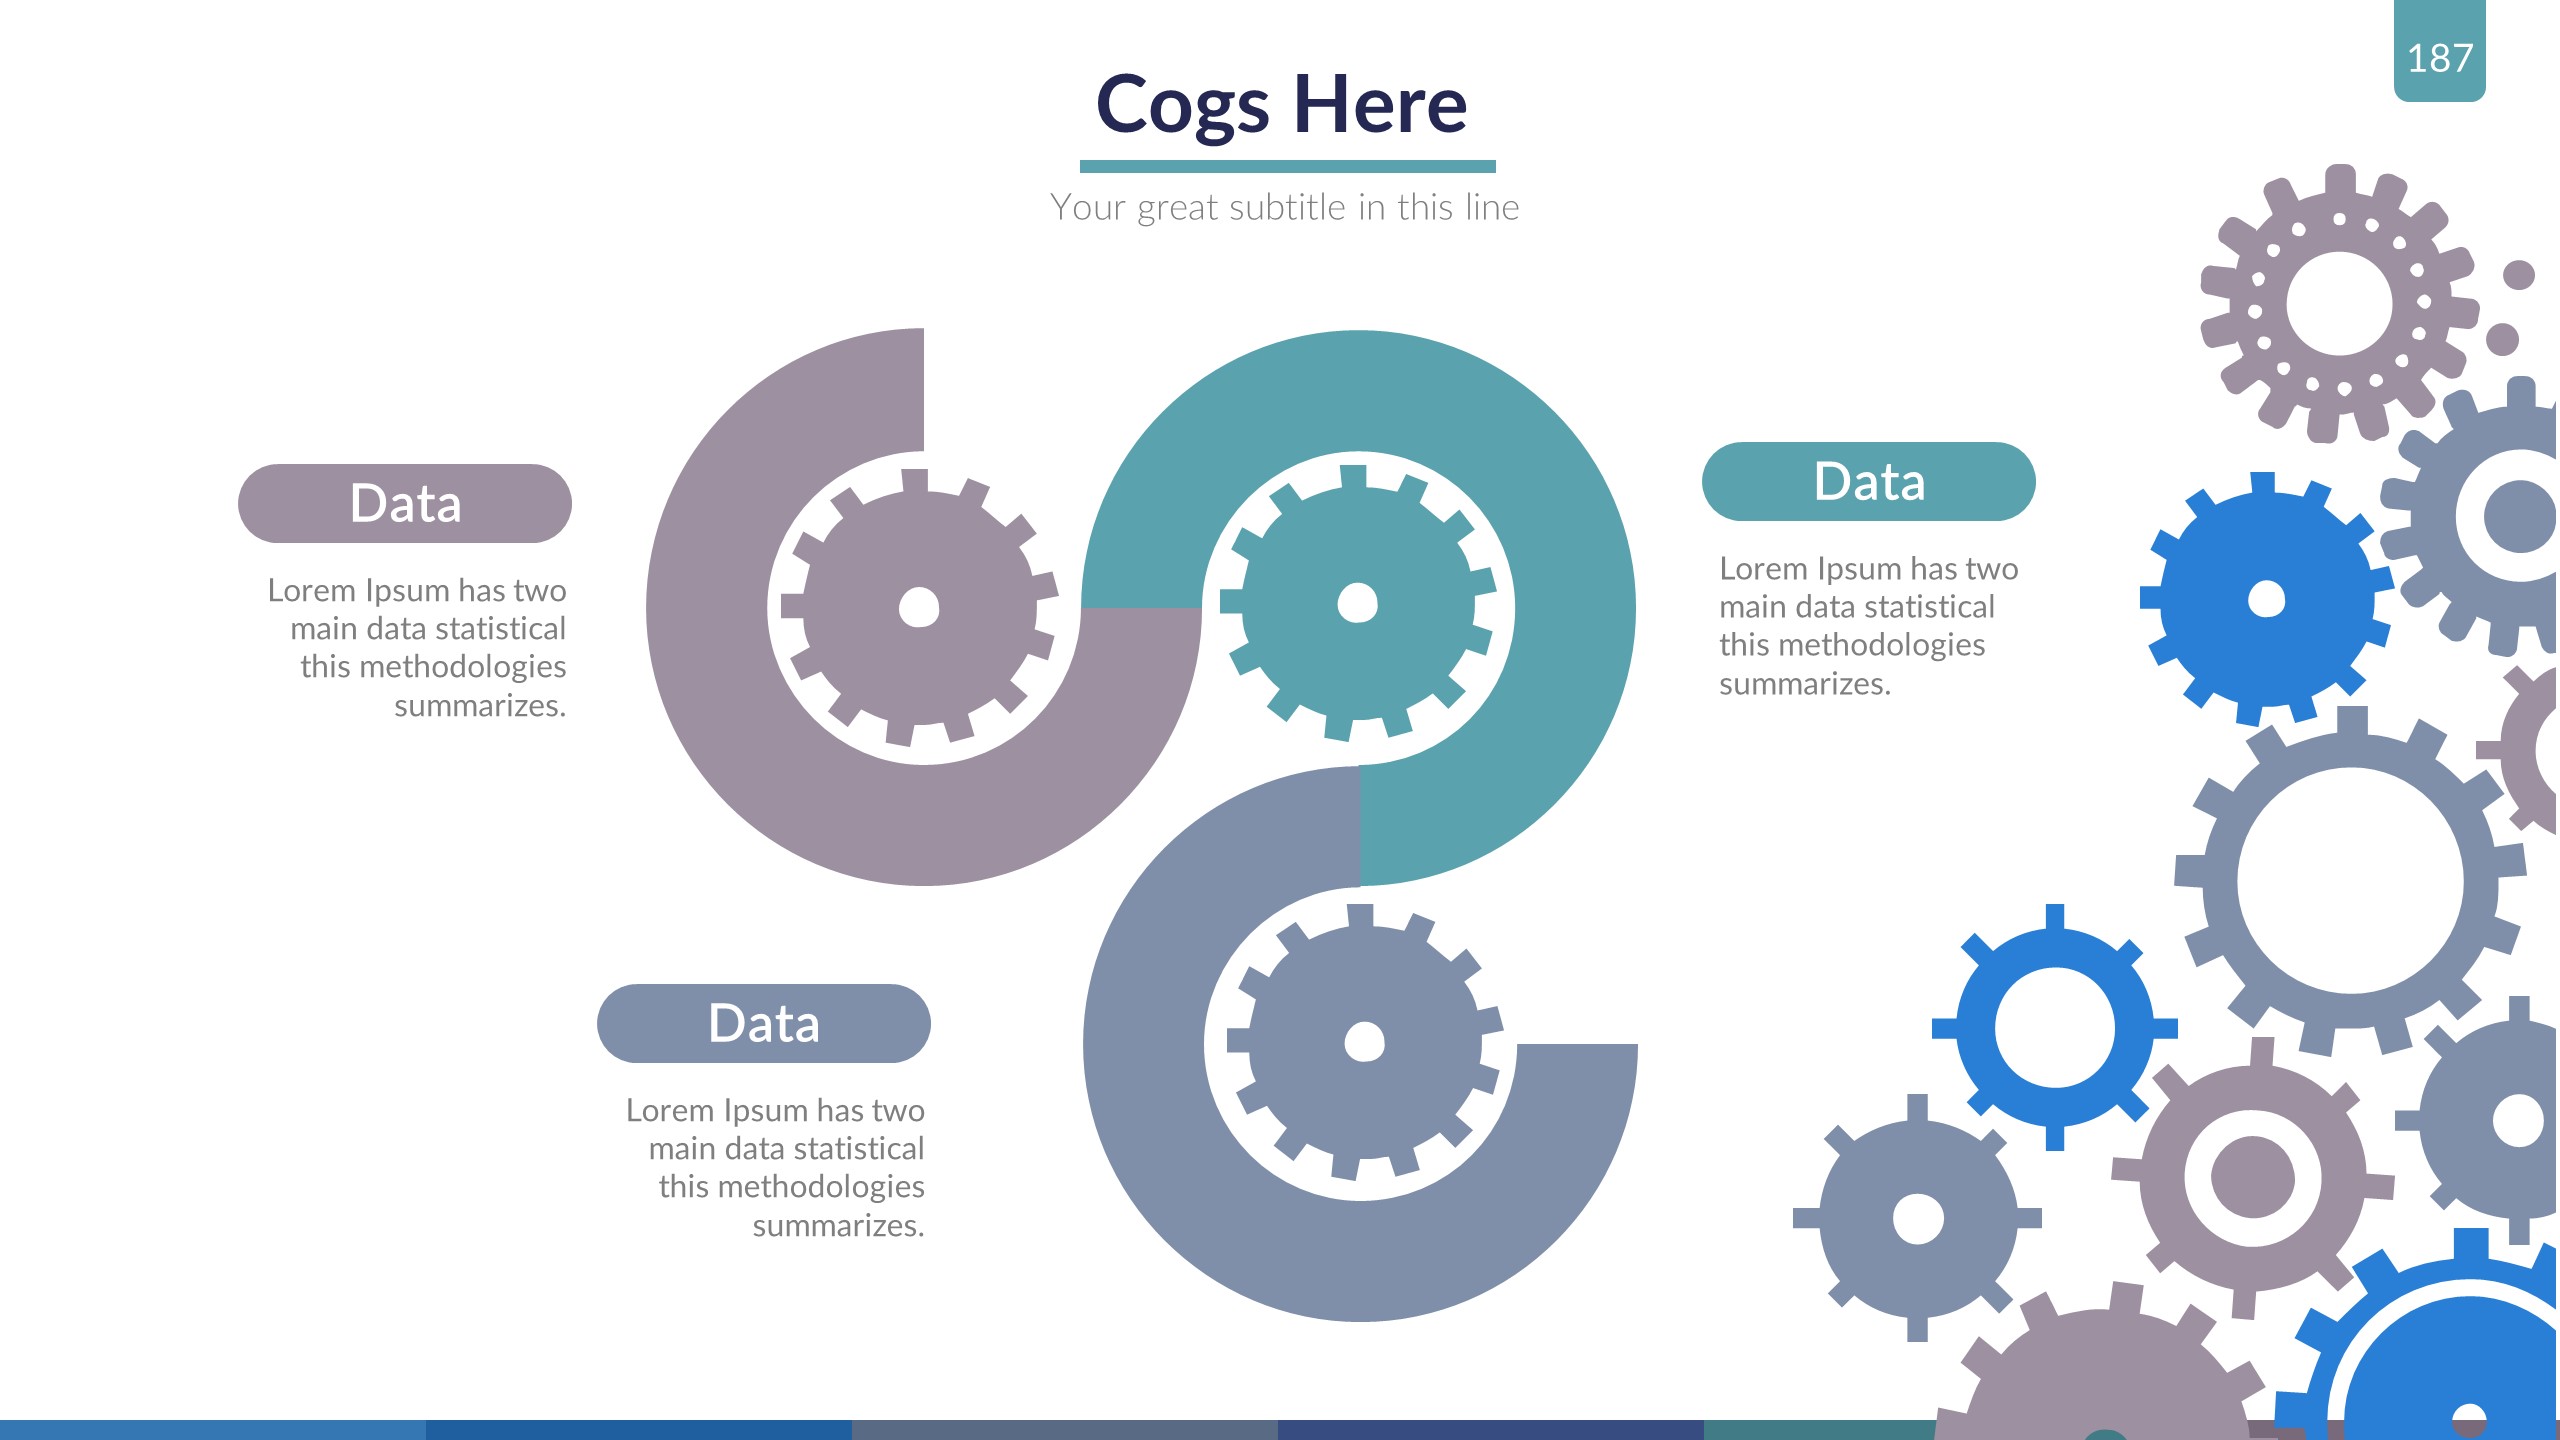 187
Cogs Here
Your great subtitle in this line
Data
Lorem Ipsum has two
main data statistical
this methodologies
summarizes.
Data
Lorem Ipsum has two
main data statistical
this methodologies
summarizes.
Data
Lorem Ipsum has two
main data statistical
this methodologies
summarizes.